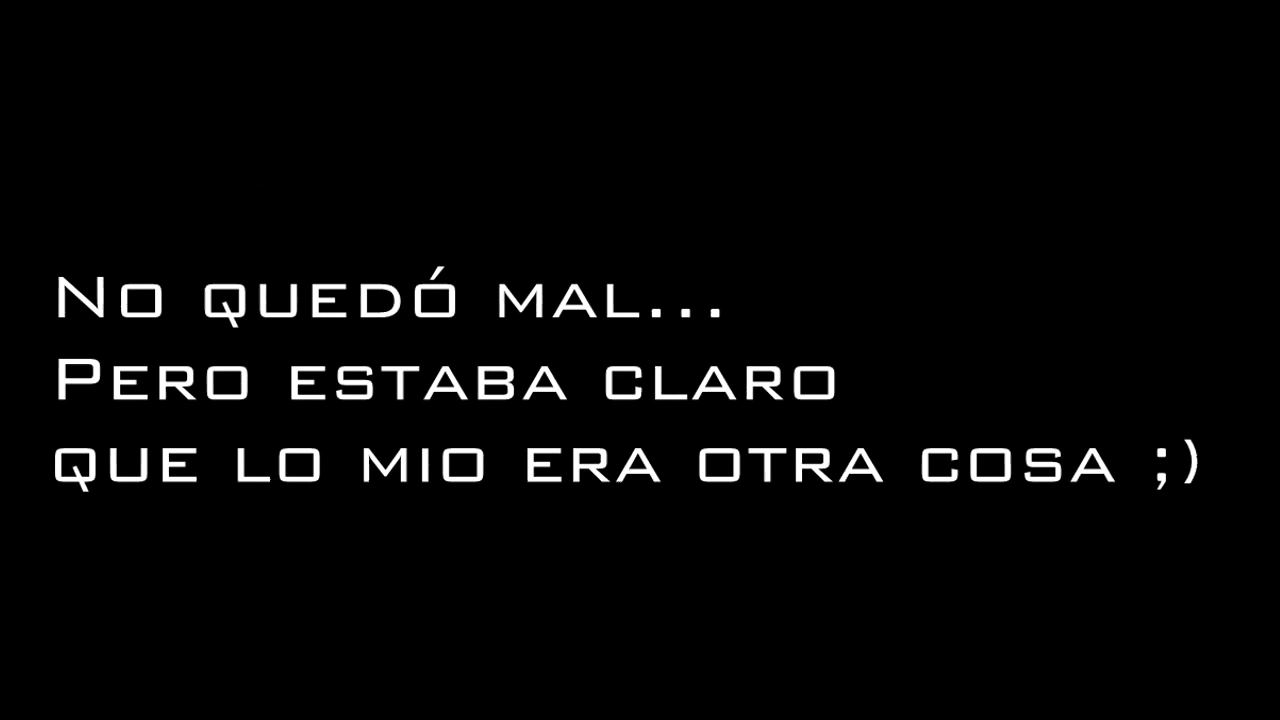 No quedó mal...
Pero estaba claro
que lo mio era otra cosa ;)